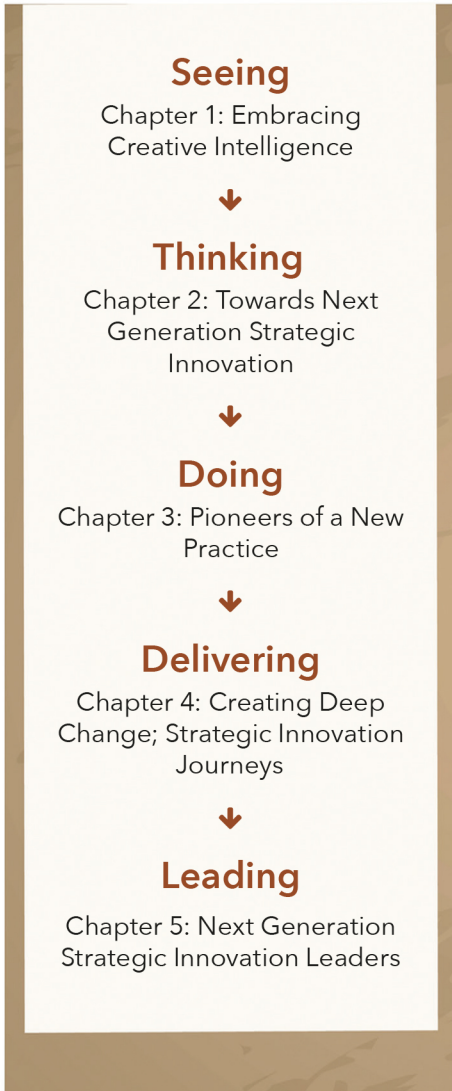 Seeing
Chapter 1: Embracing
Creative Intelligence
Thinking
Chapter 2: Towards Next
Generation Strategic
Innovation
Doing
Chapter 3: Pioneers of a New
Practice
Delivering
Chapter 4: Creating Deep
Change; Strategic Innovation
Journeys
Leading
Chapter 5: Next Generation
Strategic Innovation Leaders